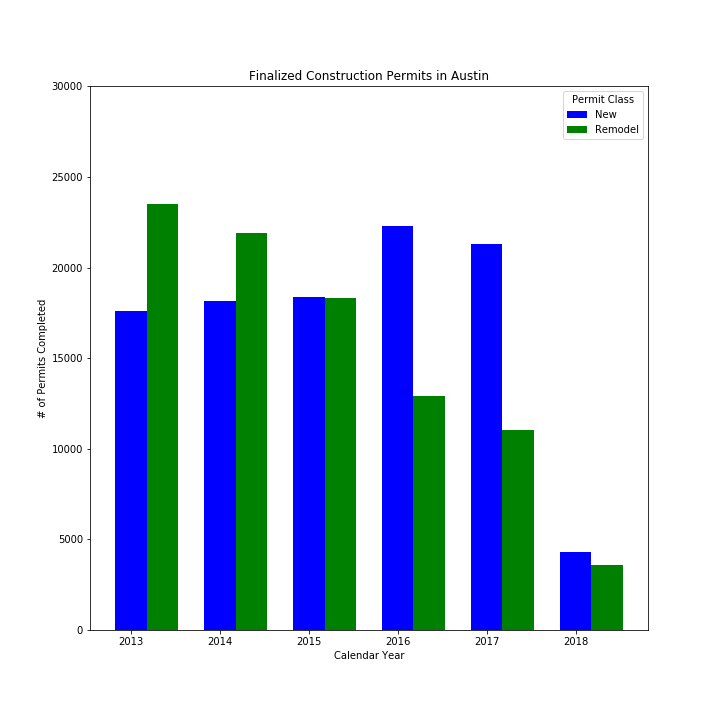 Finalized Construction Permits in Austin
30000
25000
20000
15000
10000
5000
0
# of Permits Completed
Permit Class
New
Remodel
2013 2014 2015 2016 2017 2018
Calendar Year